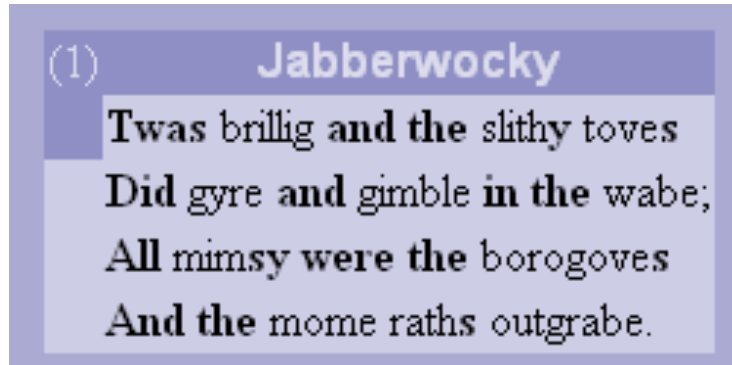 (1) Jabberwocky
Twas brillig and the slithy toves
Did gyre and gimble in the wabe;
All mimsy were the borogoves
And the mome raths outgrabe.